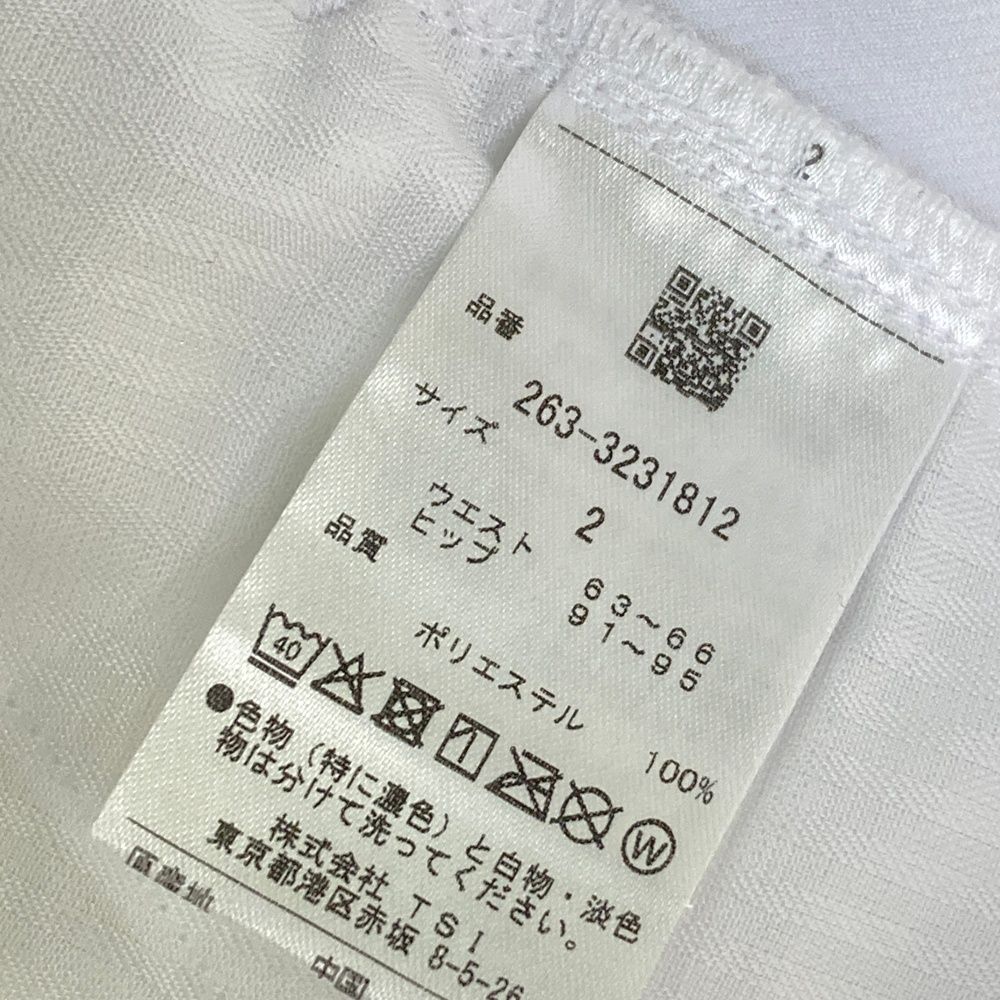 2
品番
263-3231812
サイズ
2
ウエスト 63~66
ヒップ 91~95
品質
ポリエステル 100%
40
W
●色物(特に濃色)と白物・淡色
物は分けて洗ってください。
株式会社 TSI
東京都港区赤坂 8-5-26
原産地
中国